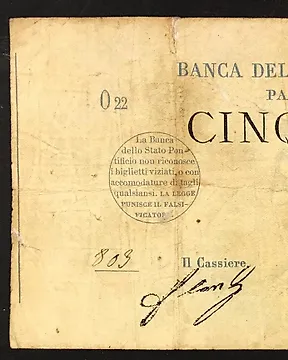 O 22
BANCA DEL
PA
CINQ
La Banca
dello Stato Pon-
tificio non riconosce
i biglietti viziati, o con
accomodature di tagli
qualsiansi. LA LEGGE
PUNISCE IL FALSI-
FICATORE
803
Il Cassiere